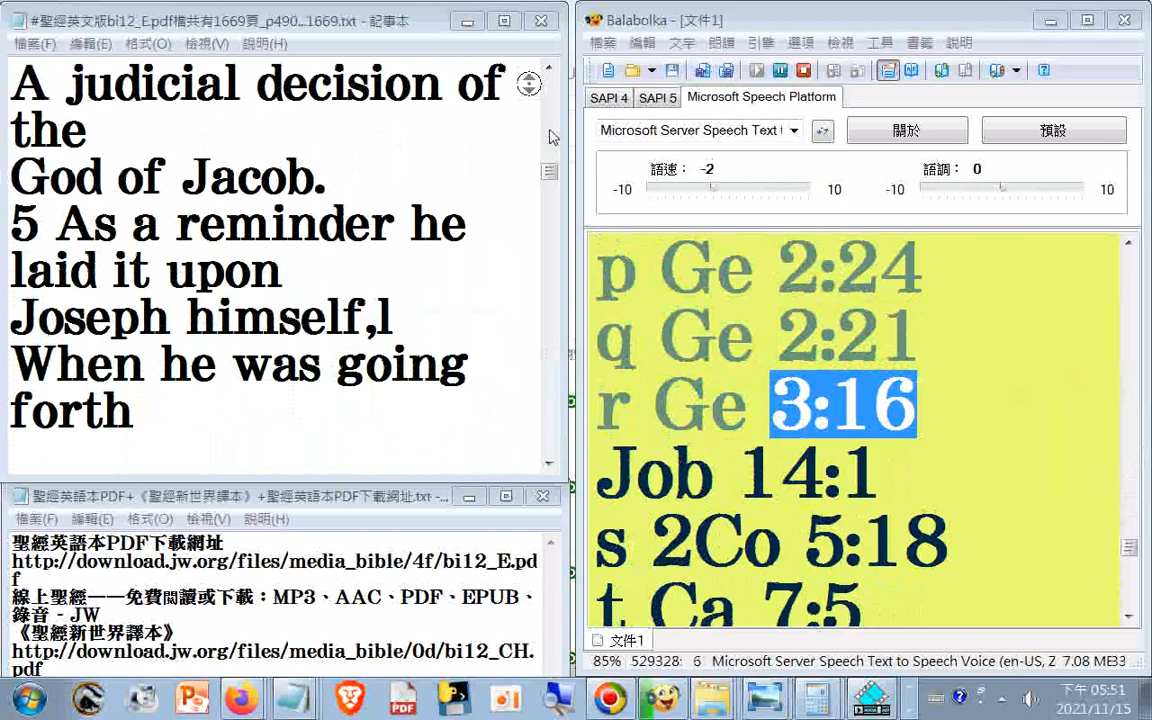 #聖經英文版bi12_E.pdf檔共有1669頁_p490...1669.txt - 記事本
檔案(F) 編輯(E) 格式(O) 檢視(V) 說明(H)
A judicial decision of
the
God of Jacob.
5 As a reminder he
laid it upon
Joseph himself,l
When he was going
forth
聖經英語本PDF+《聖經新世界譯本》+聖經英語本PDF下載網址.txt -...
檔案(F) 編輯(E) 格式(O) 檢視(V) 說明(H)
聖經英語本PDF下載網址
http://download.jw.org/files/media_bible/4f/bi12_E.pd
f
線上聖經——免費閱讀或下載：MP3、AAC、PDF、EPUB、
錄音 - JW
《聖經新世界譯本》
http://download.jw.org/files/media_bible/0d/bi12_CH.
pdf
Balabolka - [文件1]
檔案 編輯 文字 朗讀 引擎 選項 檢視 工具 書籤 說明
SAPI 4 SAPI 5 Microsoft Speech Platform
Microsoft Server Speech Text 關於 預設
語速： -2 語調： 0
-10 10 -10 10
p Ge 2:24
q Ge 2:21
r Ge 3:16
Job 14:1
s 2Co 5:18
t Ca 7:5
文件1
85% 529328: 6 Microsoft Server Speech Text to Speech Voice (en-US, Z 7.08 ME33
下午 05:51
2021/11/15